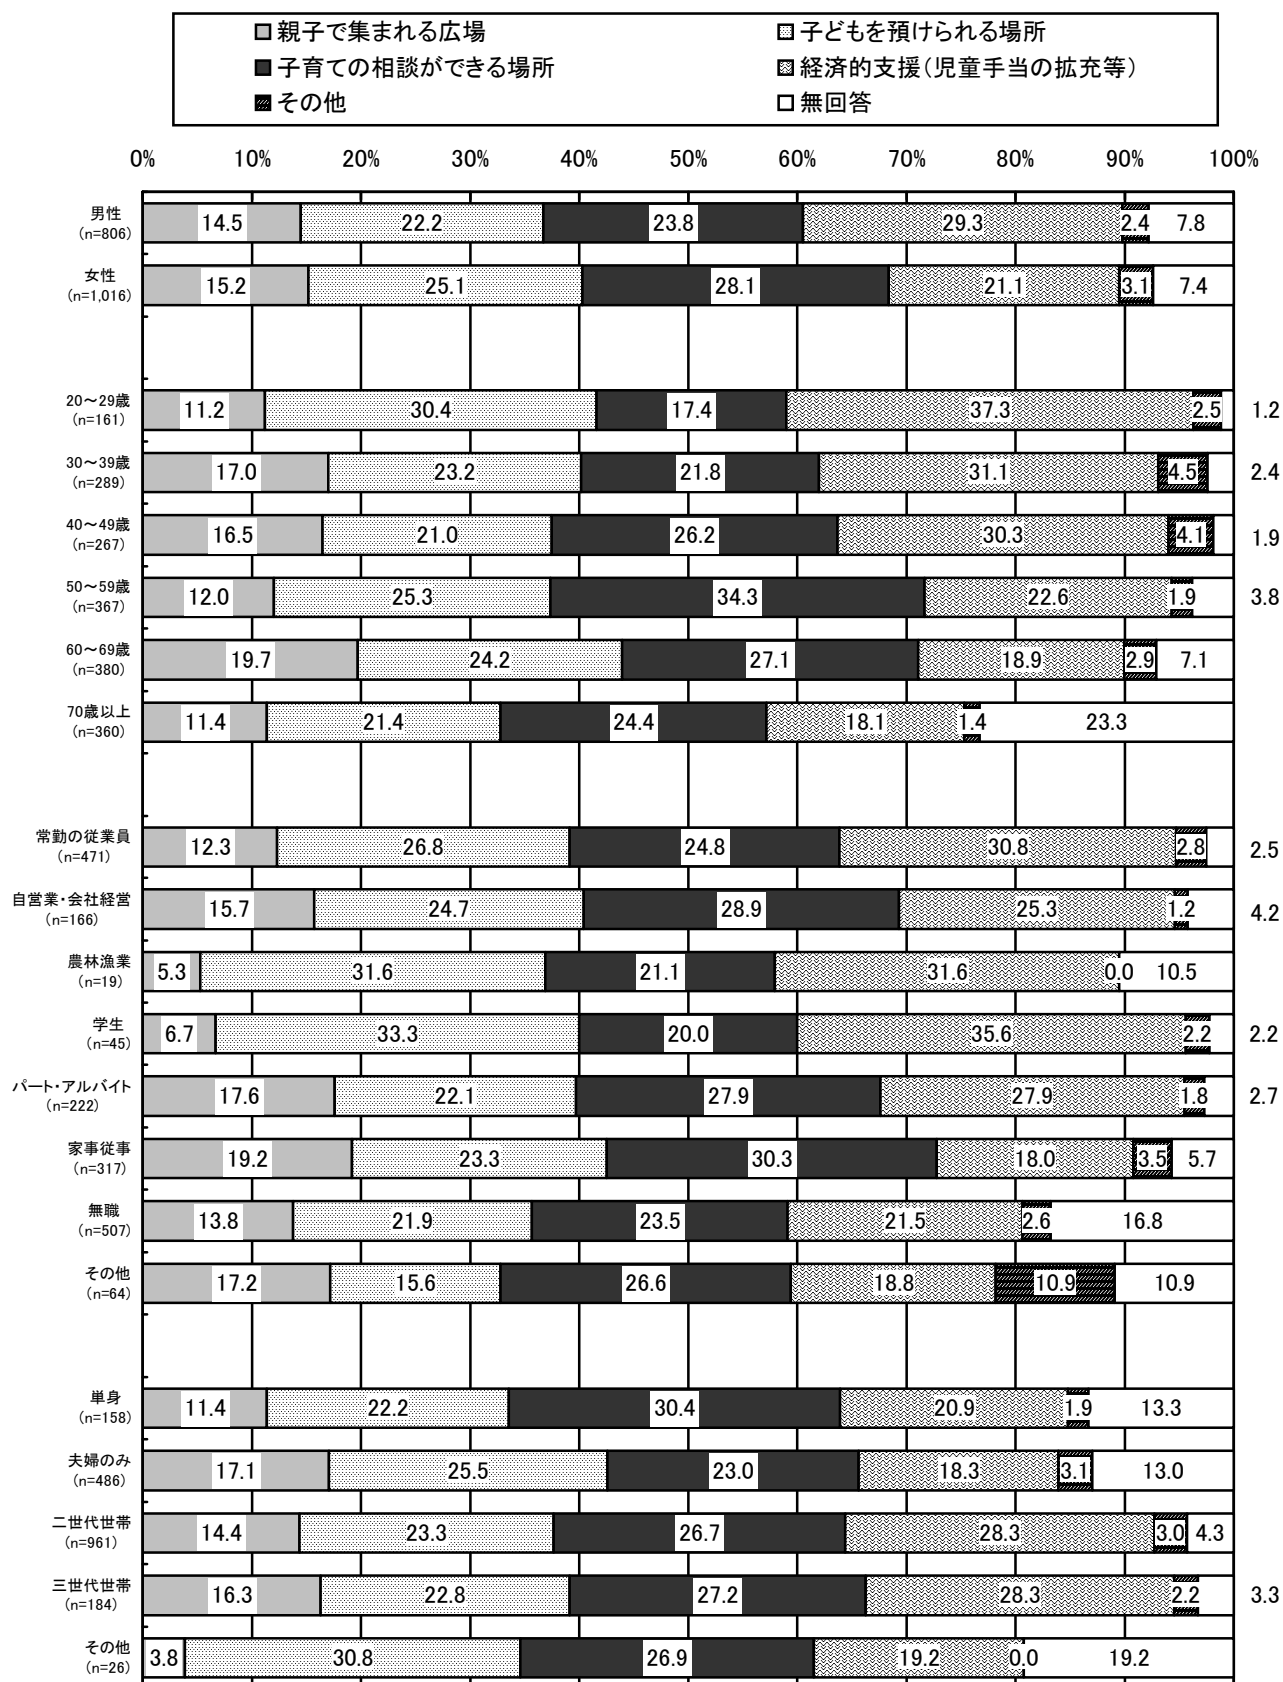 親子で集まれる広場 子どもを預けられる場所
子育ての相談ができる場所 経済的支援(児童手当の拡充等)
その他 無回答
0% 10% 20% 30% 40% 50% 60% 70% 80% 90% 100%
男性
(n=806)
14.5 22.2 23.8 29.3 2.4 7.8
女性
(n=1,016)
15.2 25.1 28.1 21.1 3.1 7.4
20～29歳
(n=161)
11.2 30.4 17.4 37.3 2.5 1.2
30～39歳
(n=289)
17.0 23.2 21.8 31.1 4.5 2.4
40～49歳
(n=267)
16.5 21.0 26.2 30.3 4.1 1.9
50～59歳
(n=367)
12.0 25.3 34.3 22.6 1.9 3.8
60～69歳
(n=380)
19.7 24.2 27.1 18.9 2.9 7.1
70歳以上
(n=360)
11.4 21.4 24.4 18.1 1.4 23.3
常勤の従業員
(n=471)
12.3 26.8 24.8 30.8 2.8 2.5
自営業・会社経営
(n=166)
15.7 24.7 28.9 25.3 1.2 4.2
農林漁業
(n=19)
5.3 31.6 21.1 31.6 0.0 10.5
学生
(n=45)
6.7 33.3 20.0 35.6 2.2 2.2
パート・アルバイト
(n=222)
17.6 22.1 27.9 27.9 1.8 2.7
家事従事
(n=317)
19.2 23.3 30.3 18.0 3.5 5.7
無職
(n=507)
13.8 21.9 23.5 21.5 2.6 16.8
その他
(n=64)
17.2 15.6 26.6 18.8 10.9 10.9
単身
(n=158)
11.4 22.2 30.4 20.9 1.9 13.3
夫婦のみ
(n=486)
17.1 25.5 23.0 18.3 3.1 13.0
二世代世帯
(n=961)
14.4 23.3 26.7 28.3 3.0 4.3
三世代世帯
(n=184)
16.3 22.8 27.2 28.3 2.2 3.3
その他
(n=26)
3.8 30.8 26.9 19.2 0.0 19.2